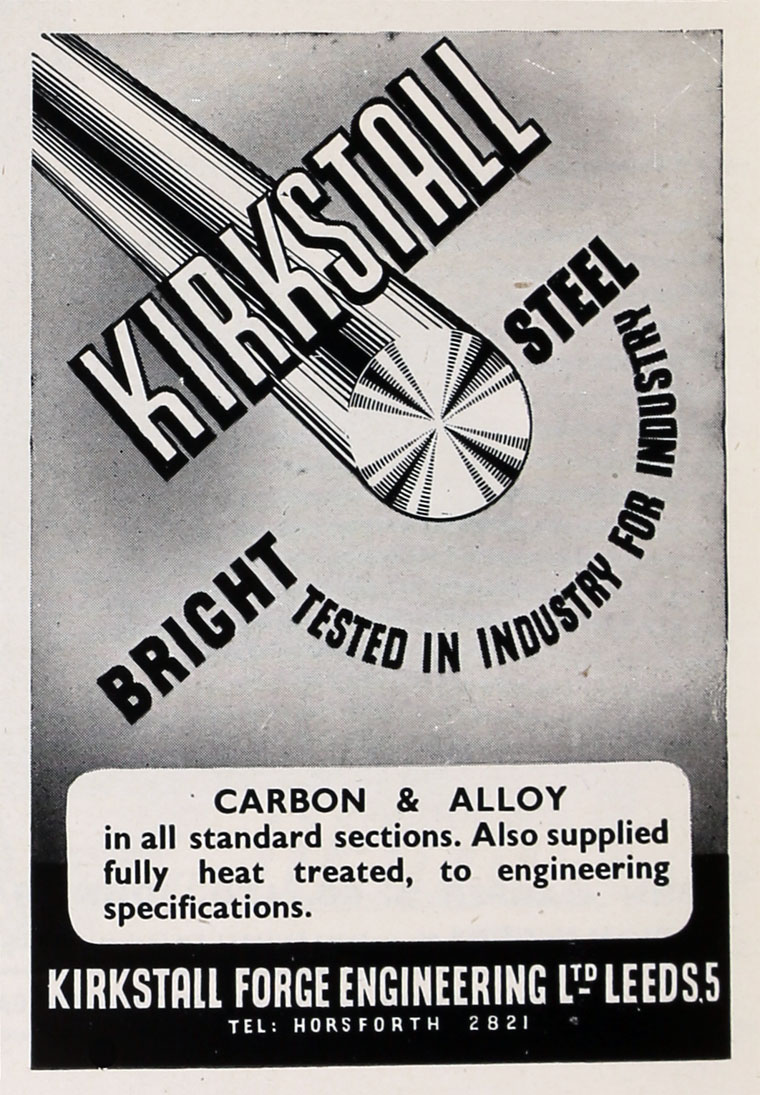 KIRKSTALL
BRIGHT
STEEL
TESTED IN INDUSTRY FOR INDUSTRY
CARBON & ALLOY
in all standard sections. Also supplied
fully heat treated, to engineering
specifications.
KIRKSTALL FORGE ENGINEERING LTD LEEDS.5
TEL: HORSFORTH 2821